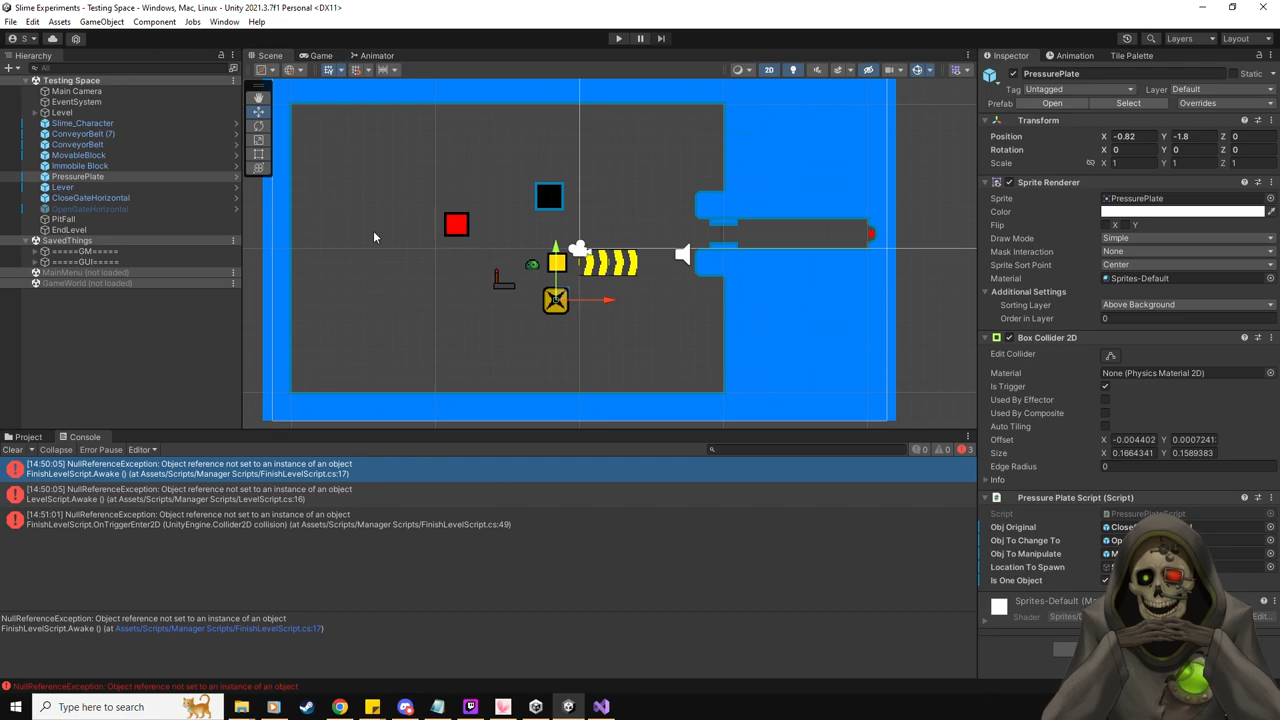 Slime Experiments - Testing Space - Windows, Mac, Linux - Unity 2021.3.7f1 Personal <DX11>
File Edit Assets GameObject Component Jobs Window Help
S
Layers Layout
Hierarchy
All
Testing Space
Main Camera
EventSystem
Level
Slime_Character
ConveyorBelt (7)
ConveyorBelt
MovableBlock
Immobile Block
PressurePlate
Lever
CloseGateHorizontal
OpenGateHorizontal
PitFall
EndLevel
SavedThings
=====GM=====
=====GUI=====
MainMenu (not loaded)
GameWorld (not loaded)
Scene Game Animator
2D
Inspector Animation Tile Palette
PressurePlate Static
Tag Untagged Layer Default
Prefab Open Select Overrides
Transform
Position X -0.82 Y -1.8 Z 0
Rotation X 0 Y 0 Z 0
Scale X 1 Y 1 Z 1
Sprite Renderer
Sprite PressurePlate
Color
Flip X Y
Draw Mode Simple
Mask Interaction None
Sprite Sort Point Center
Material Sprites-Default
Additional Settings
Sorting Layer Above Background
Order in Layer 0
Box Collider 2D
Edit Collider
Material None (Physics Material 2D)
Is Trigger
Used By Effector
Used By Composite
Auto Tiling
Offset X -0.004402 Y 0.0007241
Size X 0.1664341 Y 0.1589383
Edge Radius 0
Info
Pressure Plate Script (Script)
Script PressurePlateScript
Obj Original Close
Obj To Change To Op
Obj To Manipulate M
Location To Spawn
Is One Object
Sprites-Default (Ma
Shader Sprites/ Edit...
Project Console
Clear Collapse Error Pause Editor 0 0 3
[14:50:05] NullReferenceException: Object reference not set to an instance of an object
FinishLevelScript.Awake () (at Assets/Scripts/Manager Scripts/FinishLevelScript.cs:17)
[14:50:05] NullReferenceException: Object reference not set to an instance of an object
LevelScript.Awake () (at Assets/Scripts/Manager Scripts/LevelScript.cs:16)
[14:51:01] NullReferenceException: Object reference not set to an instance of an object
FinishLevelScript.OnTriggerEnter2D (UnityEngine.Collider2D collision) (at Assets/Scripts/Manager Scripts/FinishLevelScript.cs:49)
NullReferenceException: Object reference not set to an instance of an object
FinishLevelScript.Awake () (at Assets/Scripts/Manager Scripts/FinishLevelScript.cs:17)
NullReferenceException: Object reference not set to an instance of an object
Type here to search